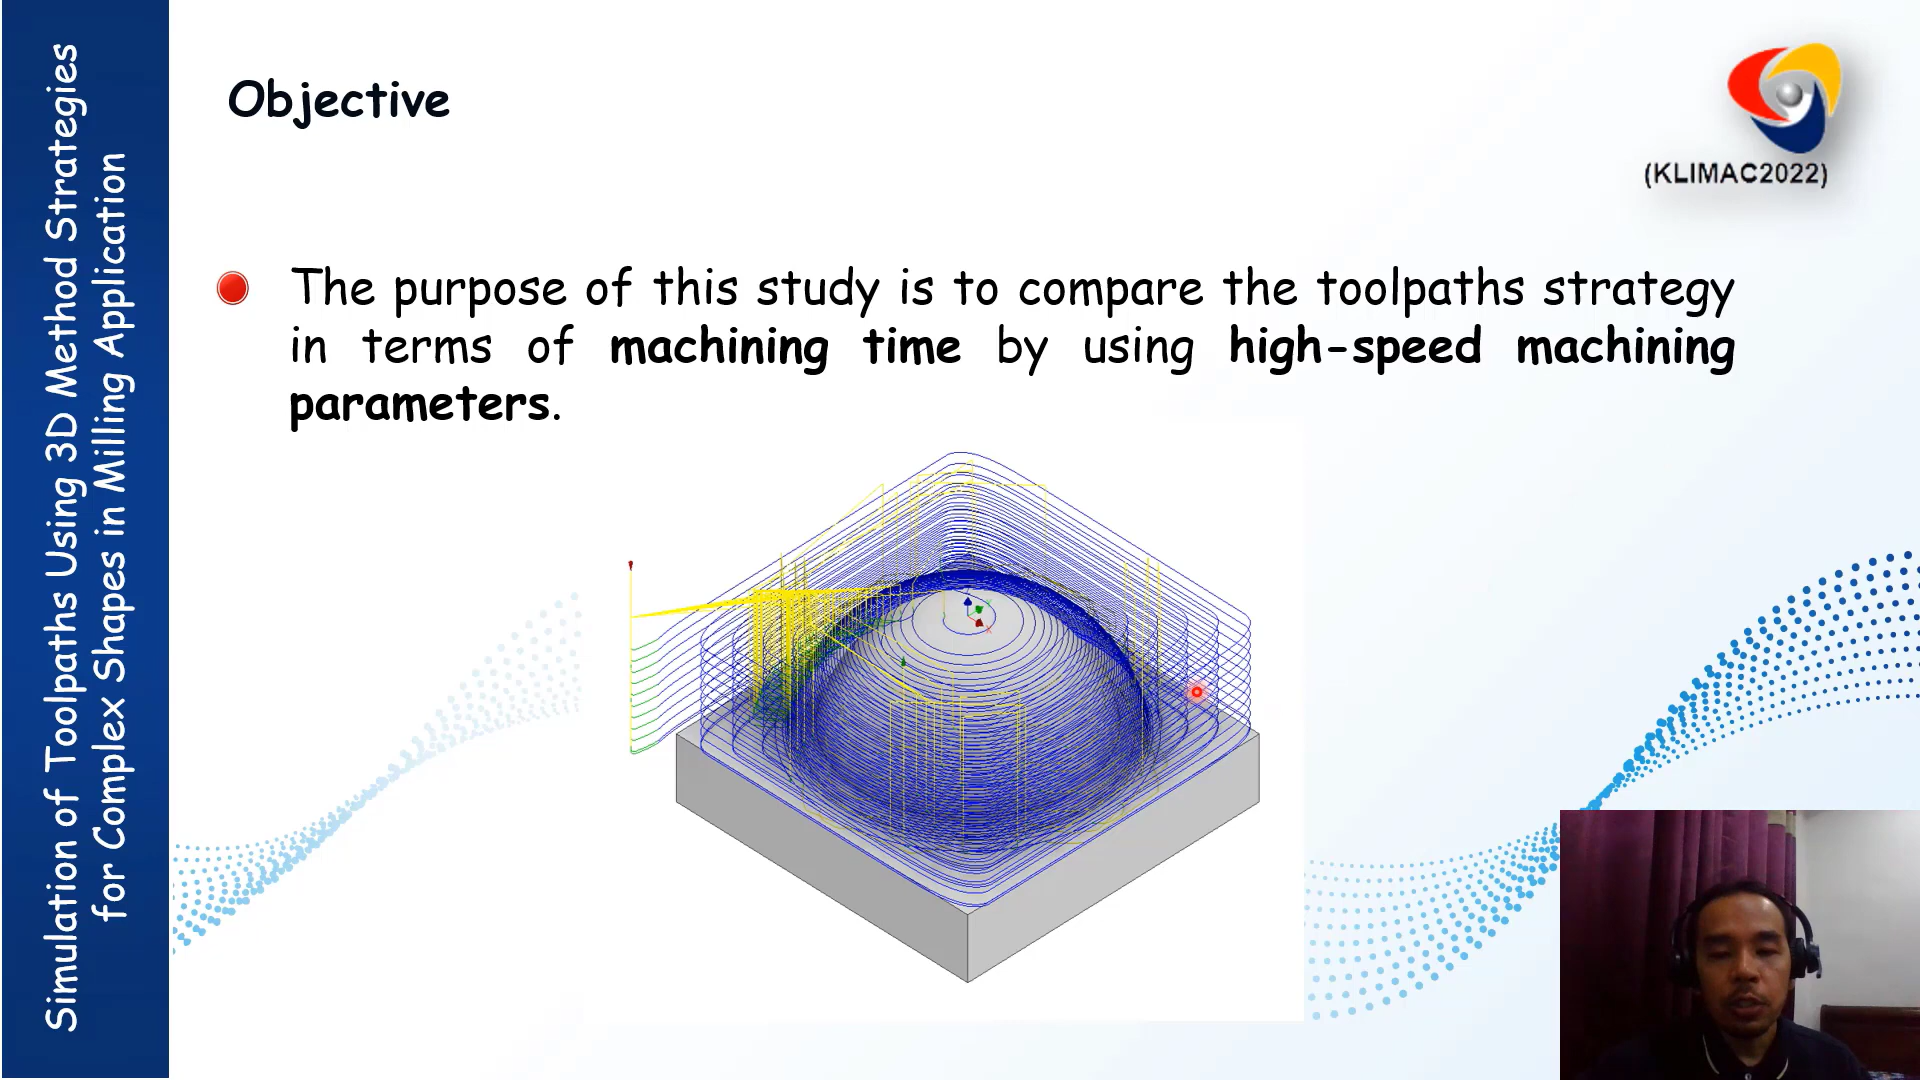 Simulation of Toolpaths Using 3D Method Strategies
for Complex Shapes in Milling Application
Objective
(KLIMAC2022)
The purpose of this study is to compare the toolpaths strategy
in terms of machining time by using high-speed machining
parameters.